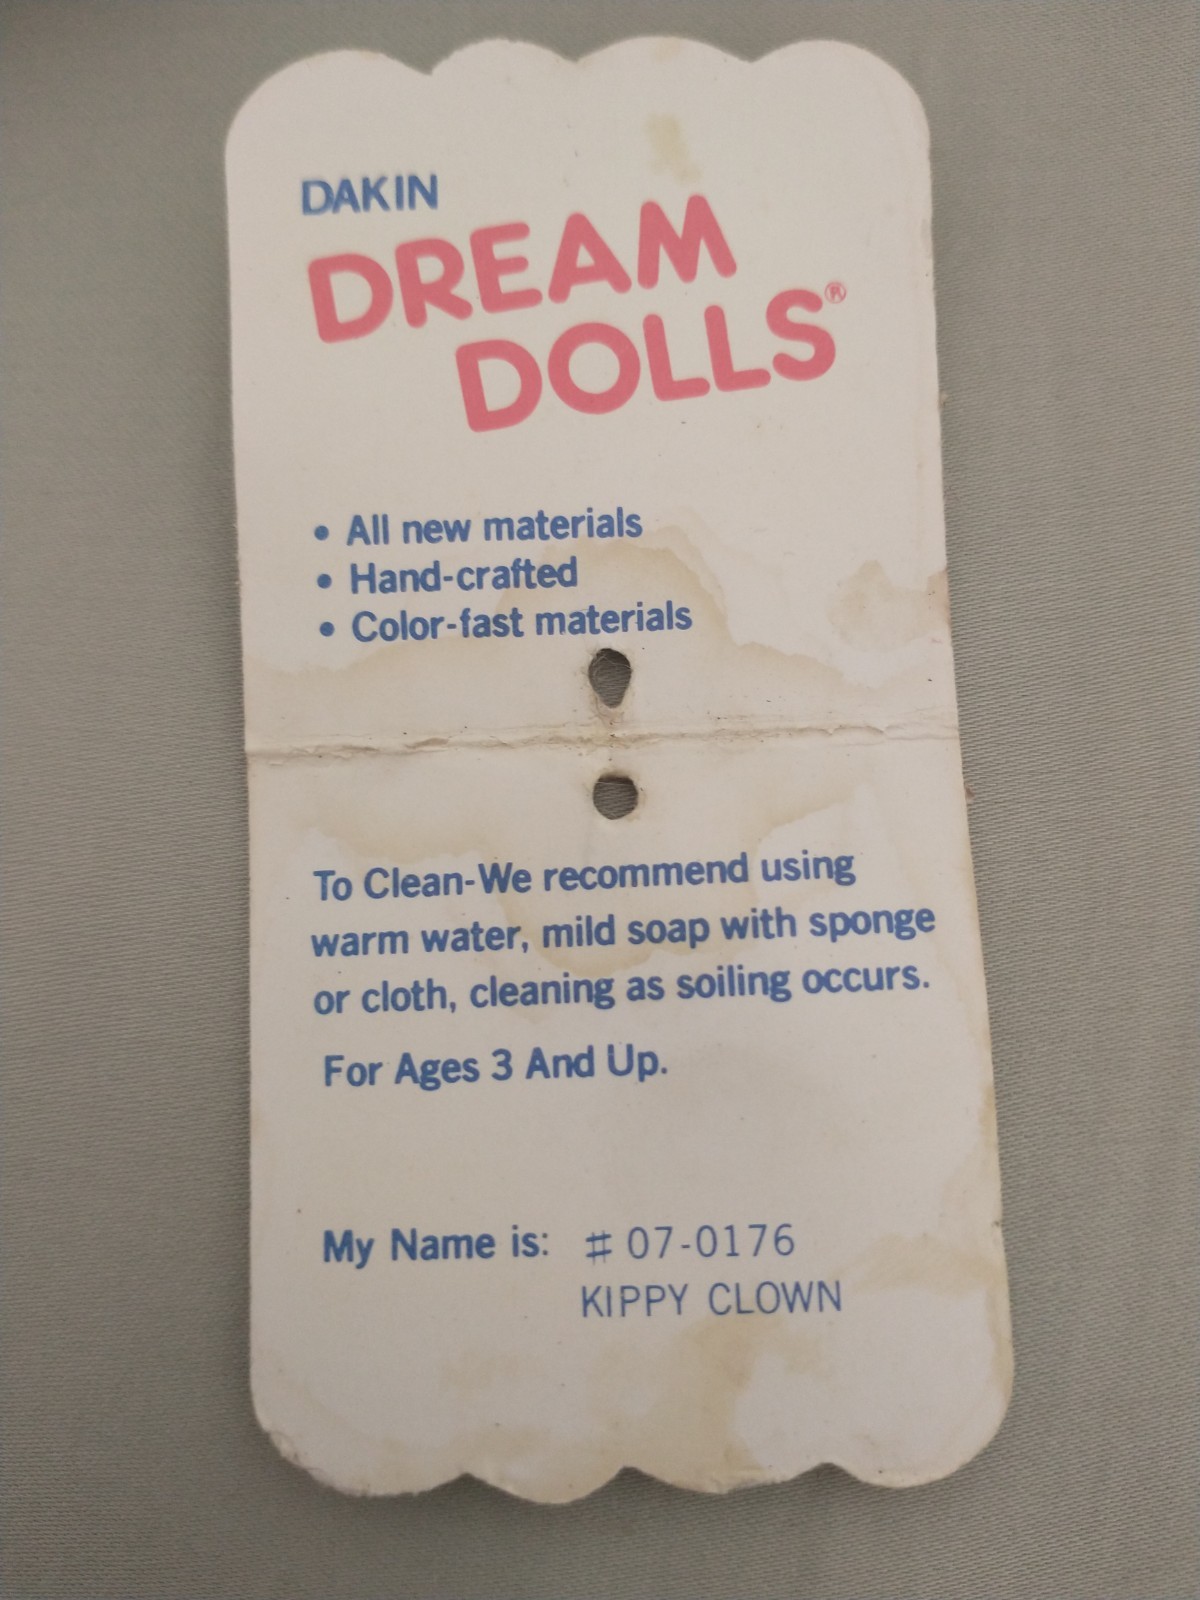 DAKIN
DREAM
DOLLS®
• All new materials
• Hand-crafted
• Color-fast materials
To Clean-We recommend using
warm water, mild soap with sponge
or cloth, cleaning as soiling occurs.
For Ages 3 And Up.
My Name is: # 07-0176
KIPPY CLOWN